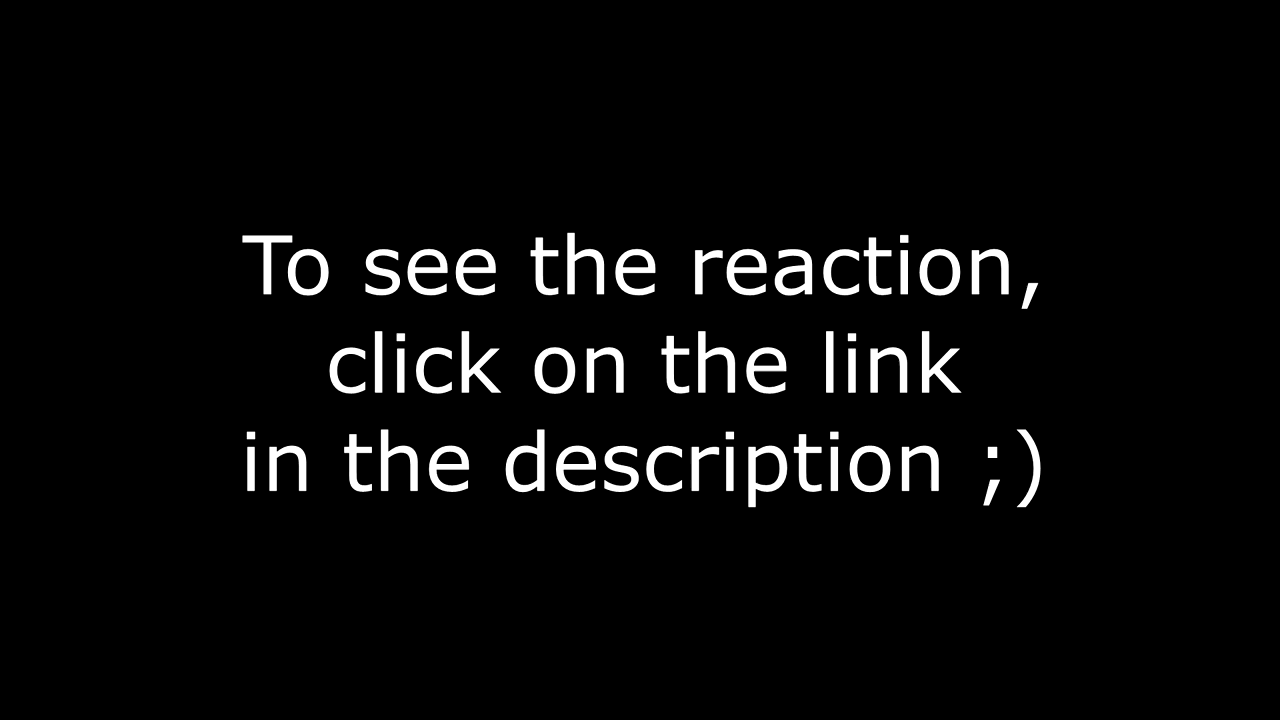 To see the reaction,
click on the link
in the description ;)